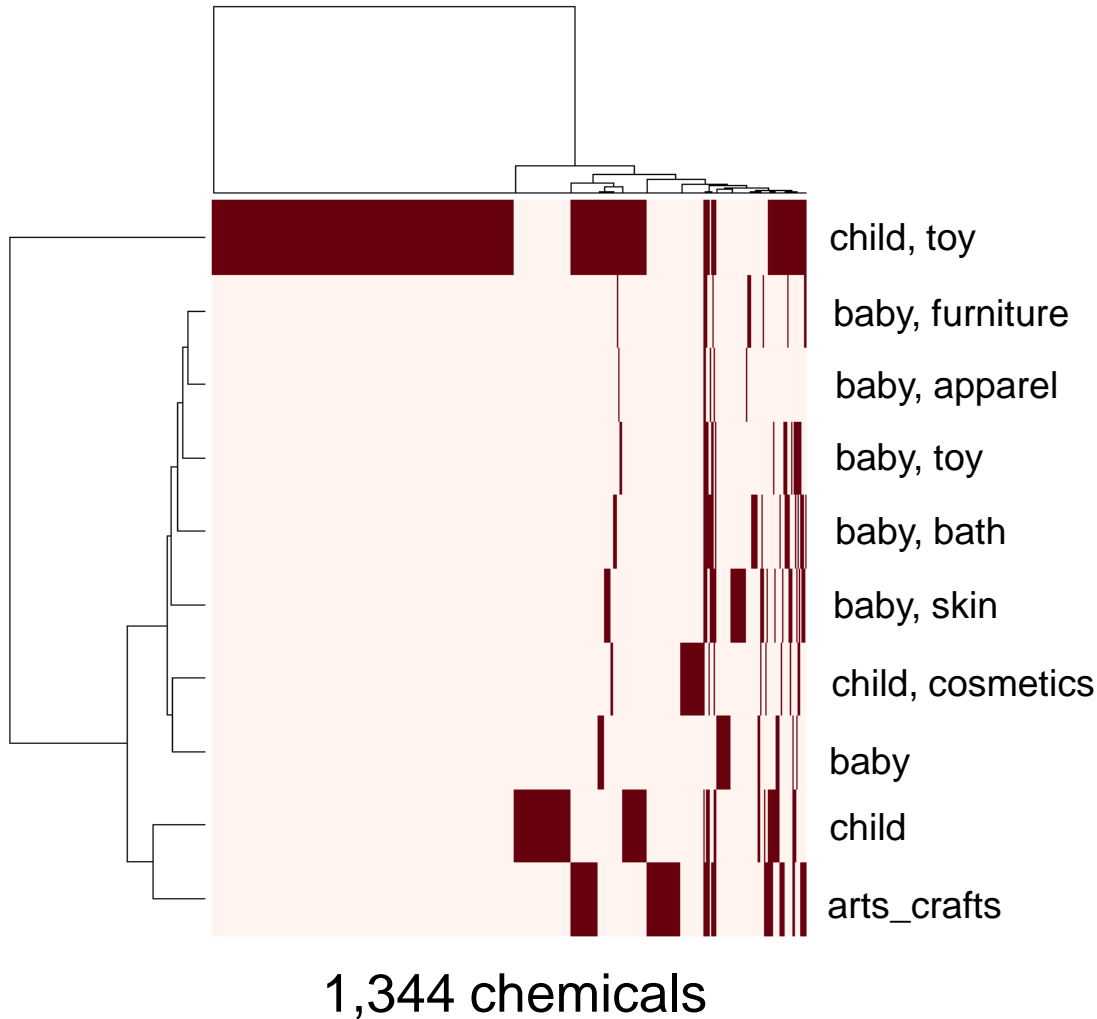 child, toy
baby, furniture
baby, apparel
baby, toy
baby, bath
baby, skin
child, cosmetics
baby
child
arts_crafts
1,344 chemicals